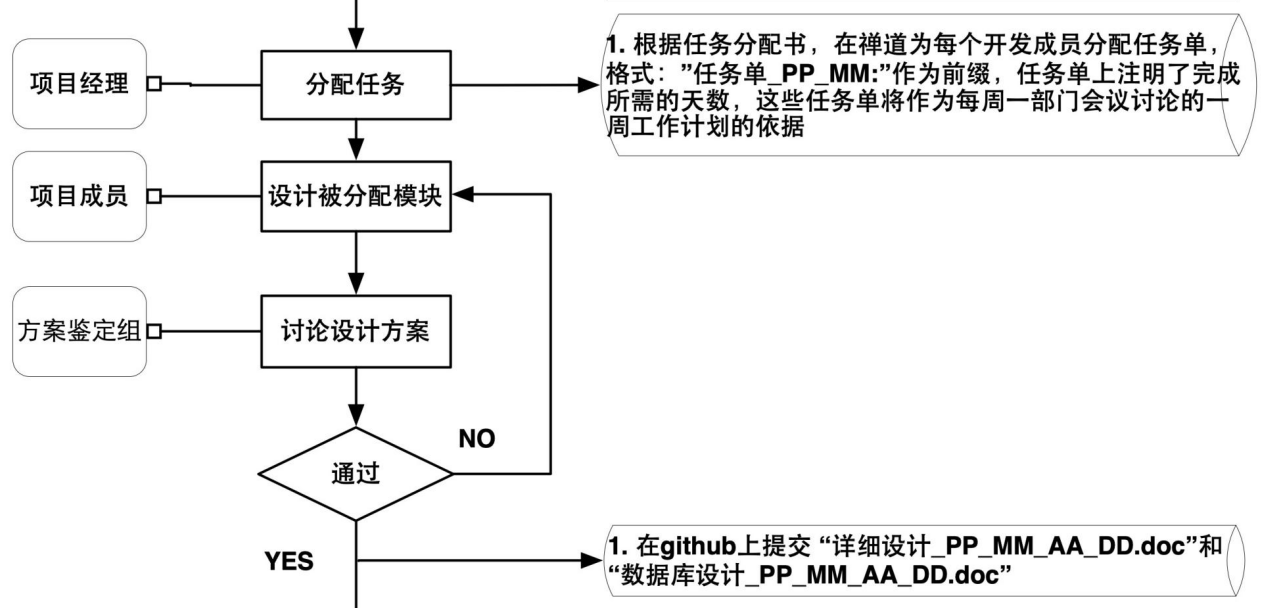 项目经理
分配任务
1. 根据任务分配书，在禅道为每个开发成员分配任务单，
格式：”任务单_PP_MM:”作为前缀，任务单上注明了完成
所需的天数，这些任务单将作为每周一部门会议讨论的一
周工作计划的依据
项目成员
设计被分配模块
方案鉴定组
讨论设计方案
NO
通过
YES
1. 在github上提交 “详细设计_PP_MM_AA_DD.doc”和
“数据库设计_PP_MM_AA_DD.doc”